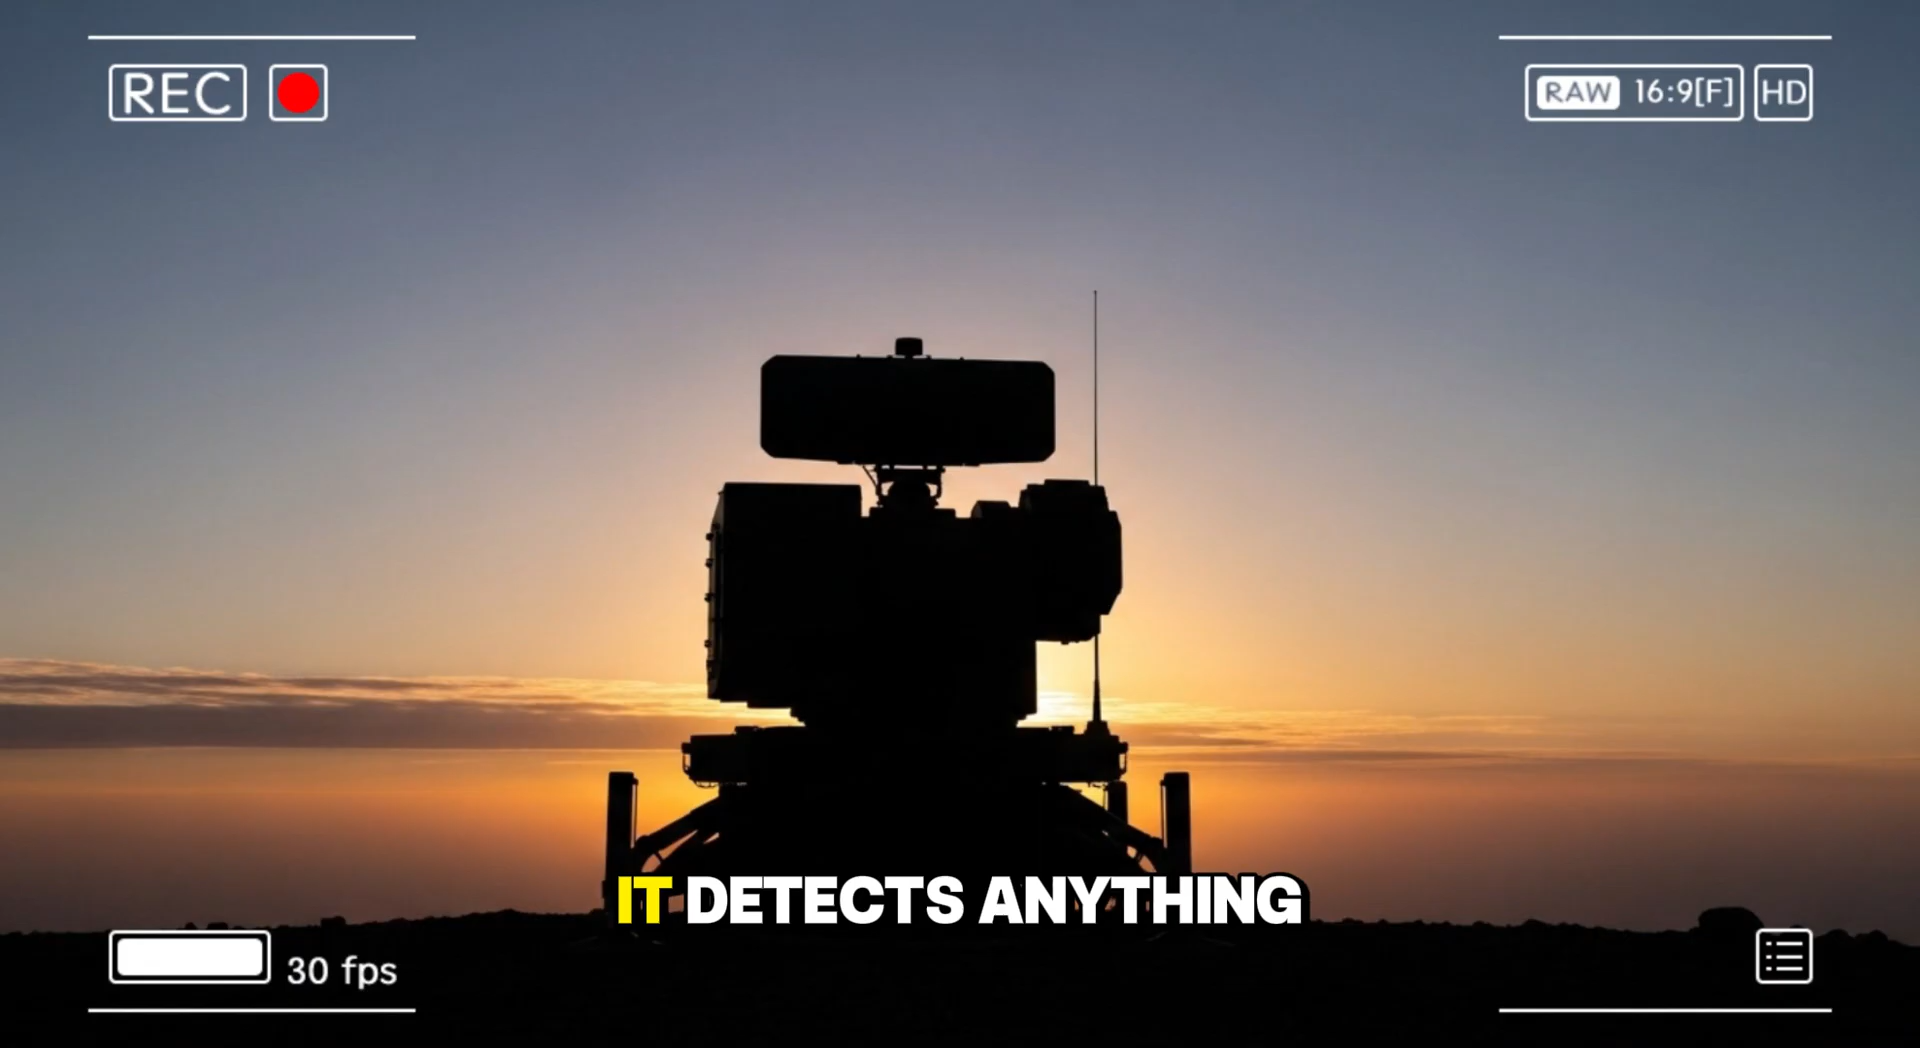 REC
RAW 16:9[F] HD
IT DETECTS ANYTHING
30 fps